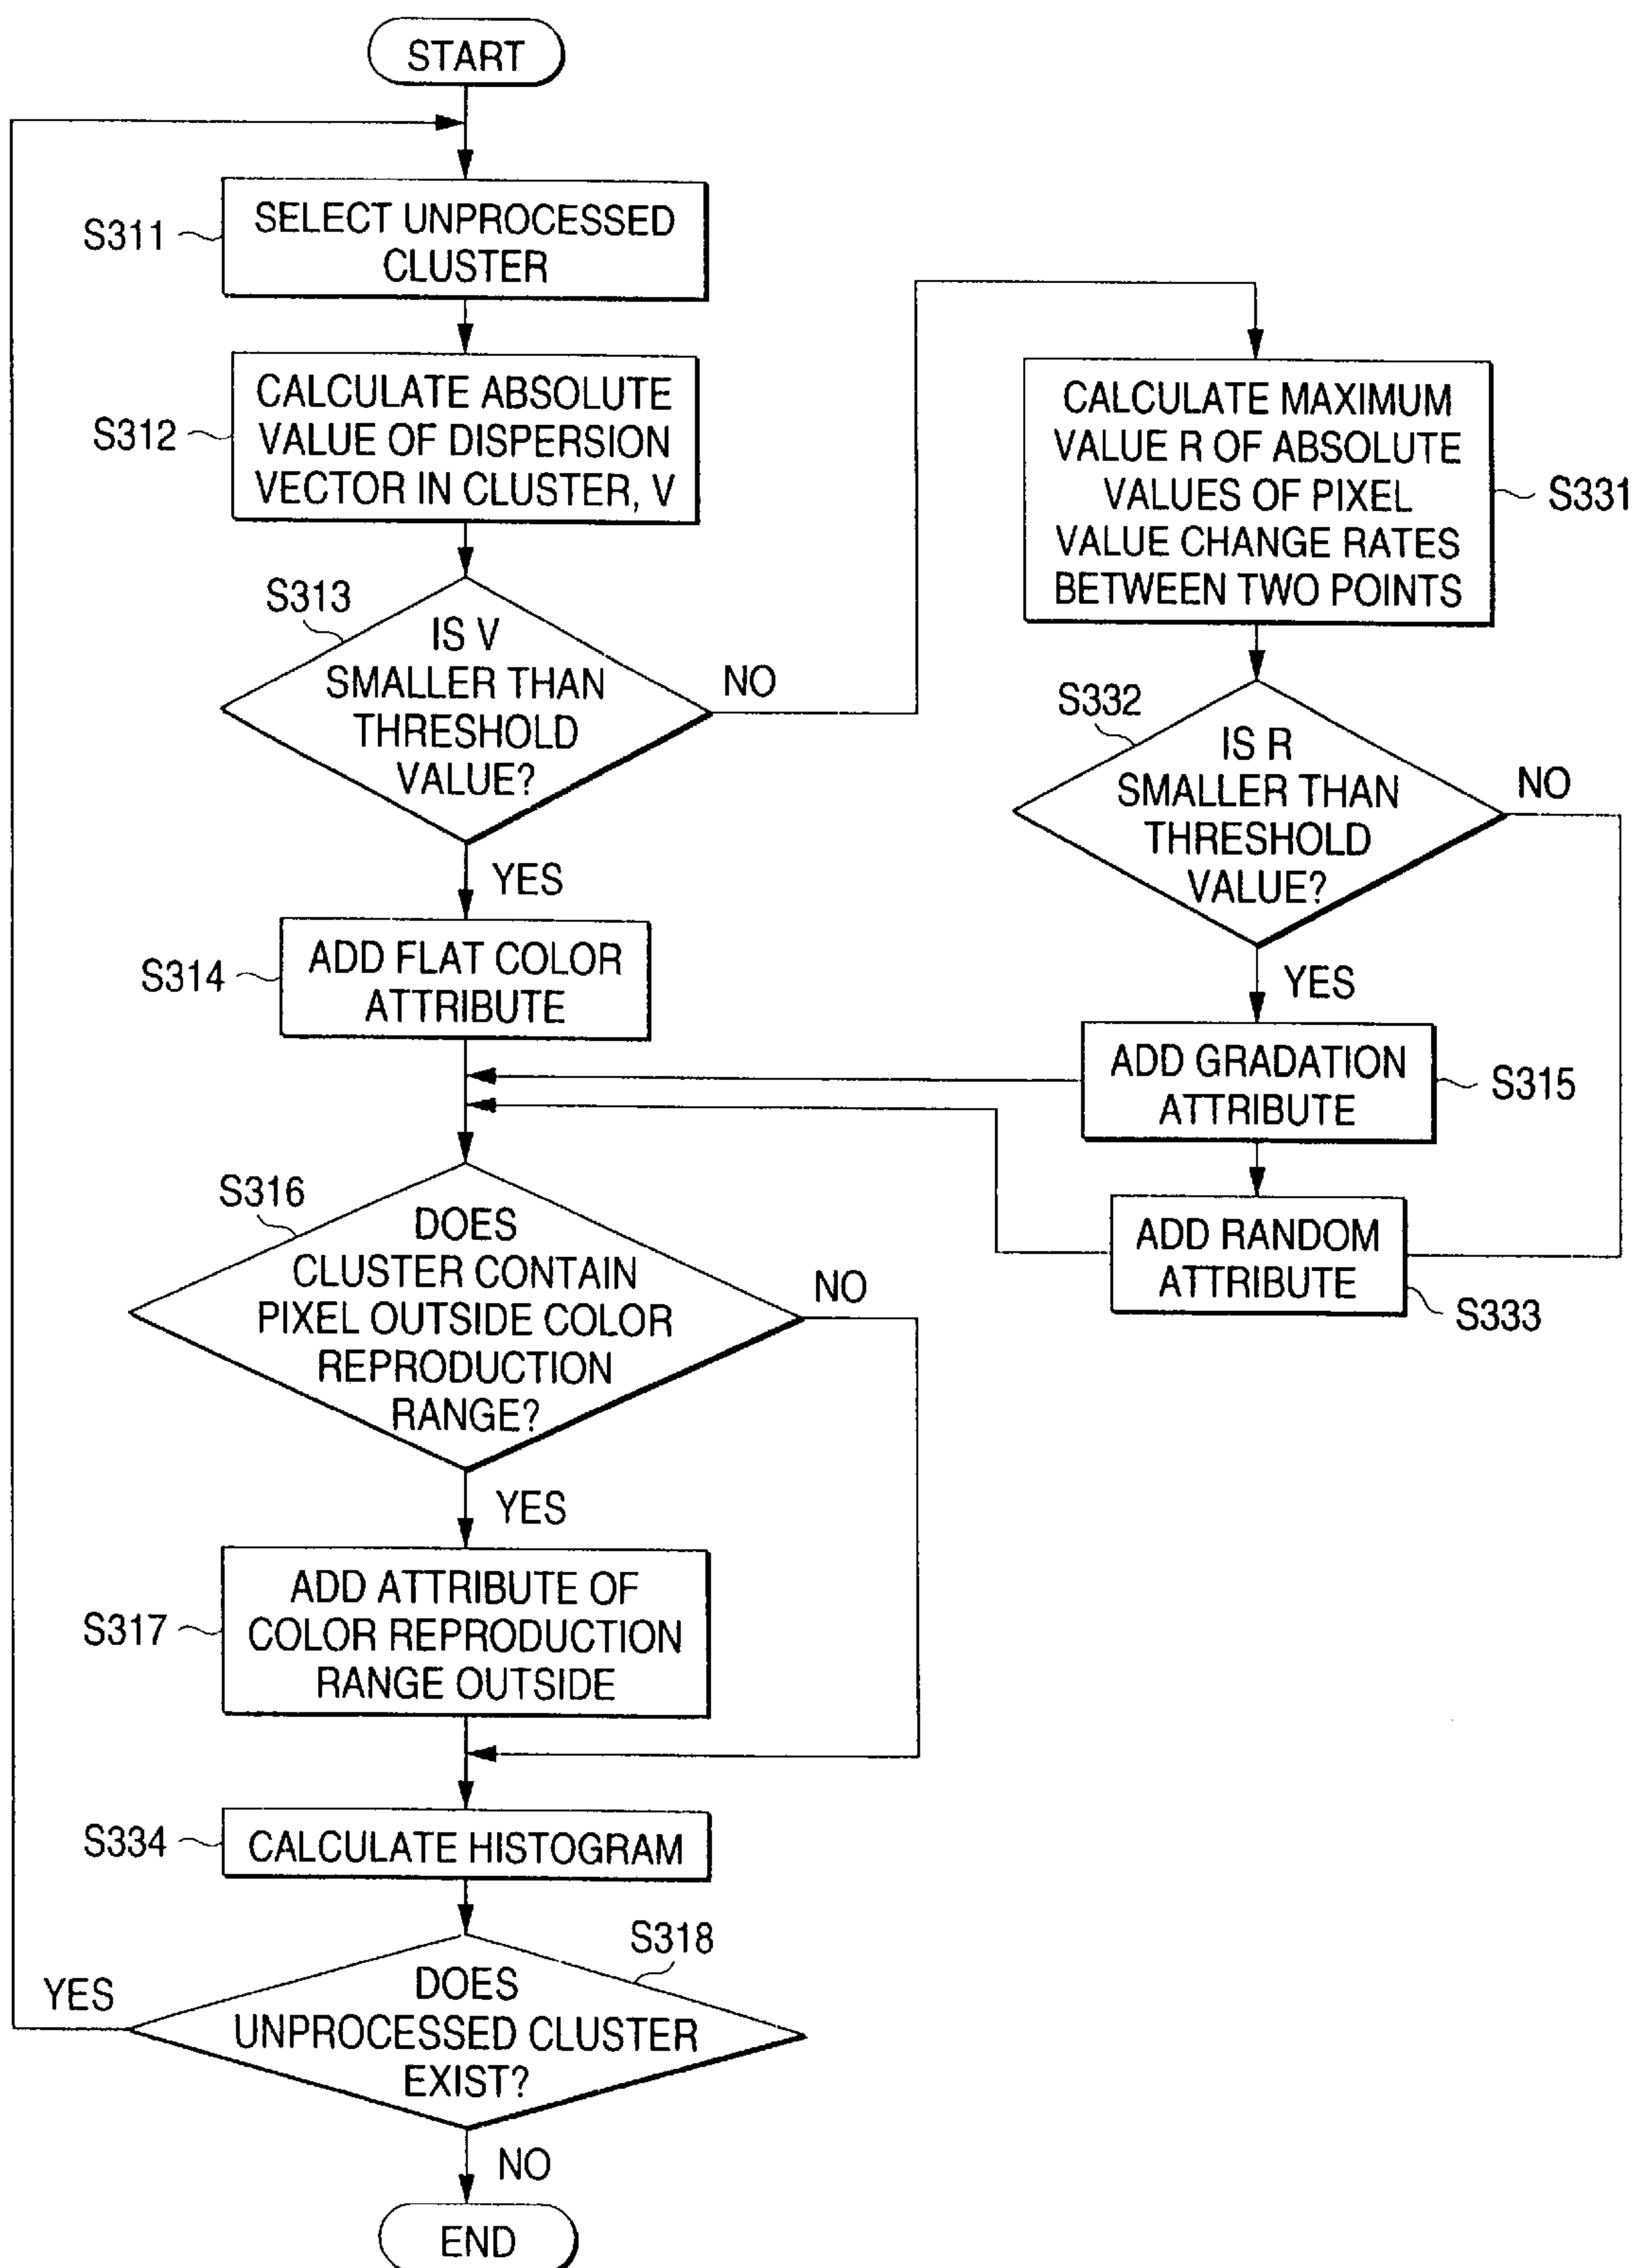 START
S311
SELECT UNPROCESSED
CLUSTER
S312
CALCULATE ABSOLUTE
VALUE OF DISPERSION
VECTOR IN CLUSTER, V
S313
IS V
SMALLER THAN
THRESHOLD
VALUE?
NO
YES
S314
ADD FLAT COLOR
ATTRIBUTE
CALCULATE MAXIMUM
VALUE R OF ABSOLUTE
VALUES OF PIXEL
VALUE CHANGE RATES
BETWEEN TWO POINTS
S331
S332
IS R
SMALLER THAN
THRESHOLD
VALUE?
NO
YES
ADD GRADATION
ATTRIBUTE
S315
ADD RANDOM
ATTRIBUTE
S333
S316
DOES
CLUSTER CONTAIN
PIXEL OUTSIDE COLOR
REPRODUCTION
RANGE?
NO
YES
S317
ADD ATTRIBUTE OF
COLOR REPRODUCTION
RANGE OUTSIDE
S334
CALCULATE HISTOGRAM
S318
DOES
UNPROCESSED CLUSTER
EXIST?
YES
NO
END